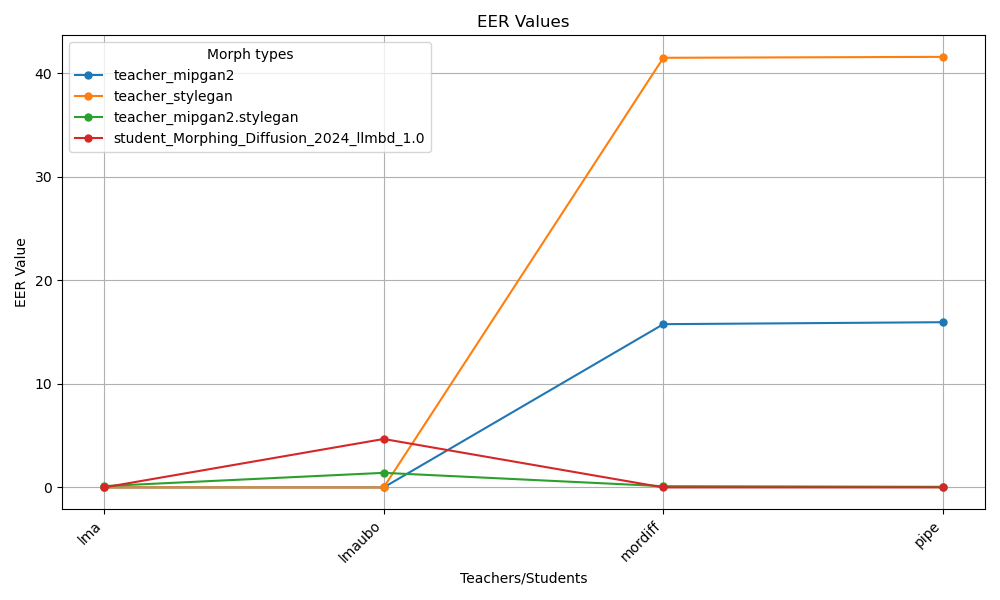 EER Values
Morph types
teacher_mipgan2
teacher_stylegan
teacher_mipgan2.stylegan
student_Morphing_Diffusion_2024_llmbd_1.0
EER Value
40
30
20
10
0
lma
lmaubo
mordiff
pipe
Teachers/Students